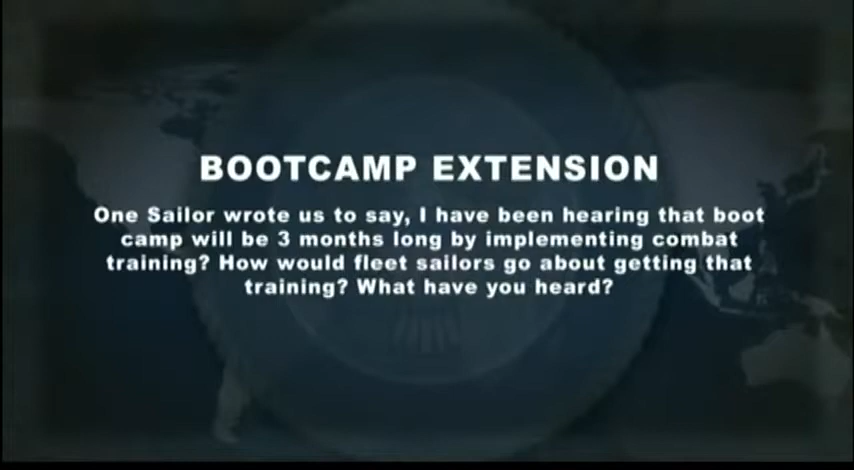 BOOTCAMP EXTENSION
One Sailor wrote us to say, I have been hearing that boot
camp will be 3 months long by implementing combat
training? How would fleet sailors go about getting that
training? What have you heard?